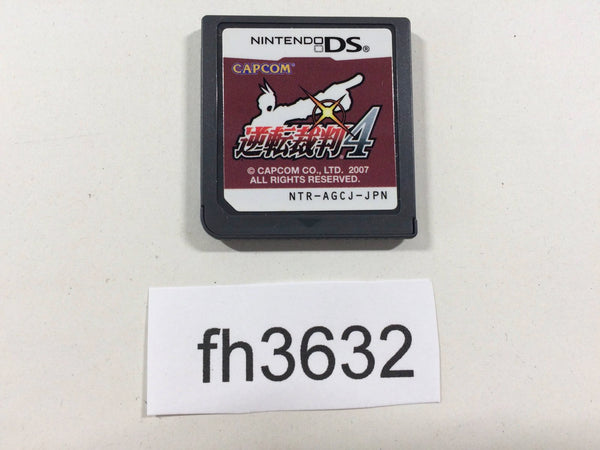 NINTENDO DS®
CAPCOM®
逆転裁判4
© CAPCOM CO., LTD. 2007
ALL RIGHTS RESERVED.
NTR-AGCJ-JPN
fh3632